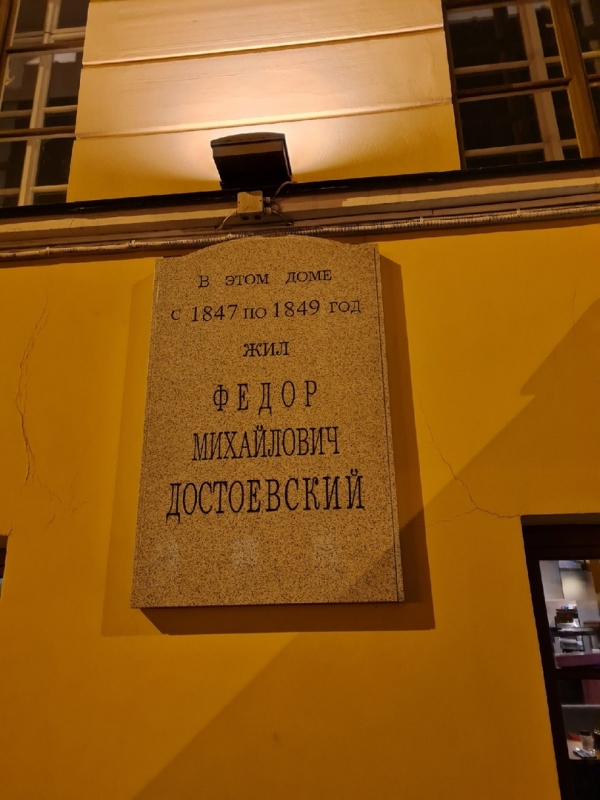 В ЭТОМ ДОМЕ
С 1847 ПО 1849 ГОД
ЖИЛ
ФЕДОР
МИХАЙЛОВИЧ
ДОСТОЕВСКИЙ